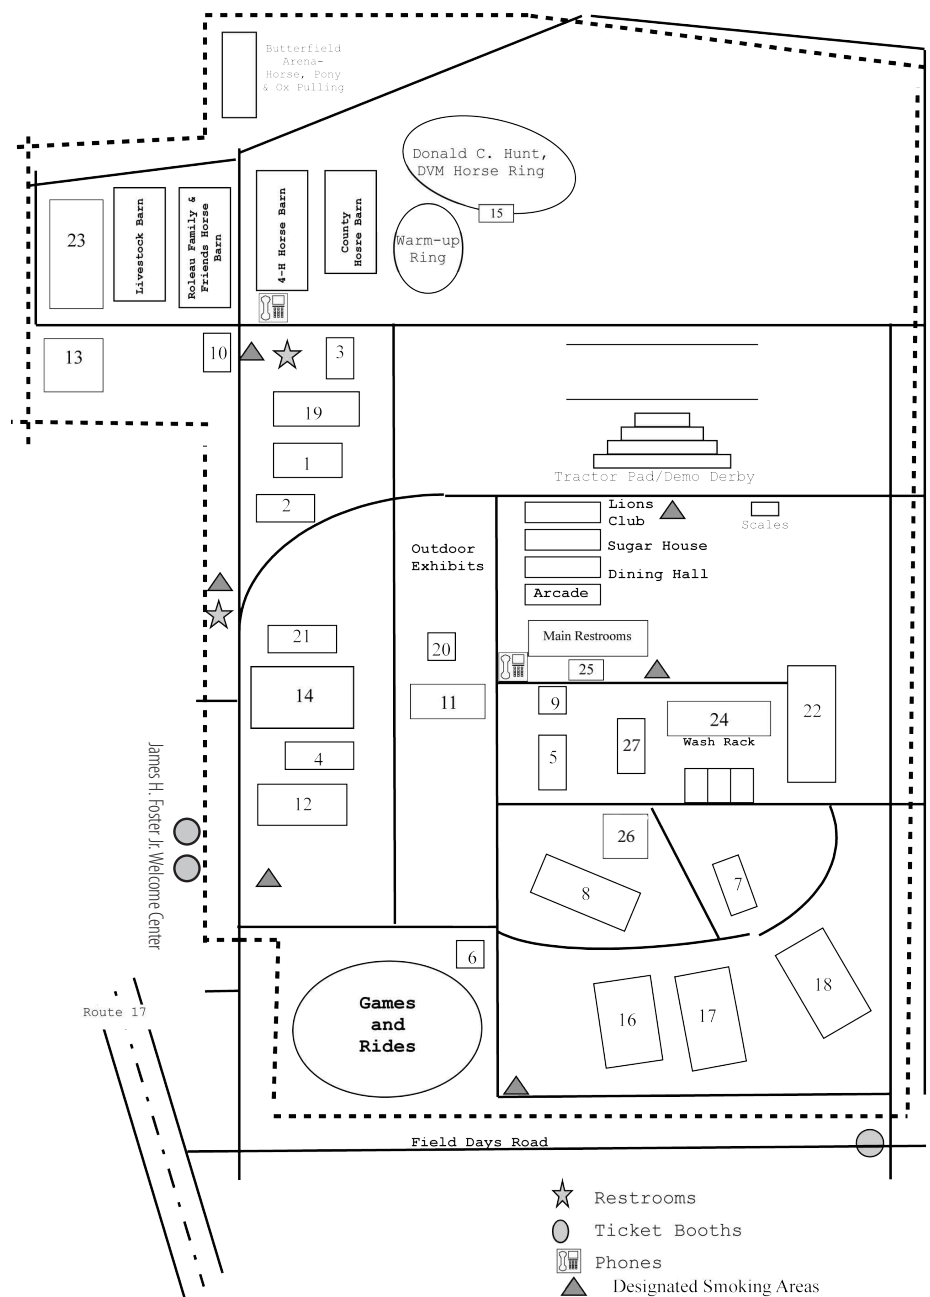 Butterfield
Arena-
Horse, Pony
& Ox Pulling
Donald C. Hunt,
DVM Horse Ring
15
Warm-up
Ring
23
Livestock Barn
Roleau Family &
Friends Horse
Barn
4-H Horse Barn
County
Hosre Barn
13
10
3
19
1
2
Tractor Pad/Demo Derby
Lions
Club
Scales
Sugar House
Dining Hall
Arcade
Outdoor
Exhibits
Main Restrooms
21
20
25
14
11
9
22
24
Wash Rack
27
5
4
12
James H. Foster Jr. Welcome Center
26
8
7
6
Games
and
Rides
16
17
18
Route 17
Field Days Road
Restrooms
Ticket Booths
Phones
Designated Smoking Areas